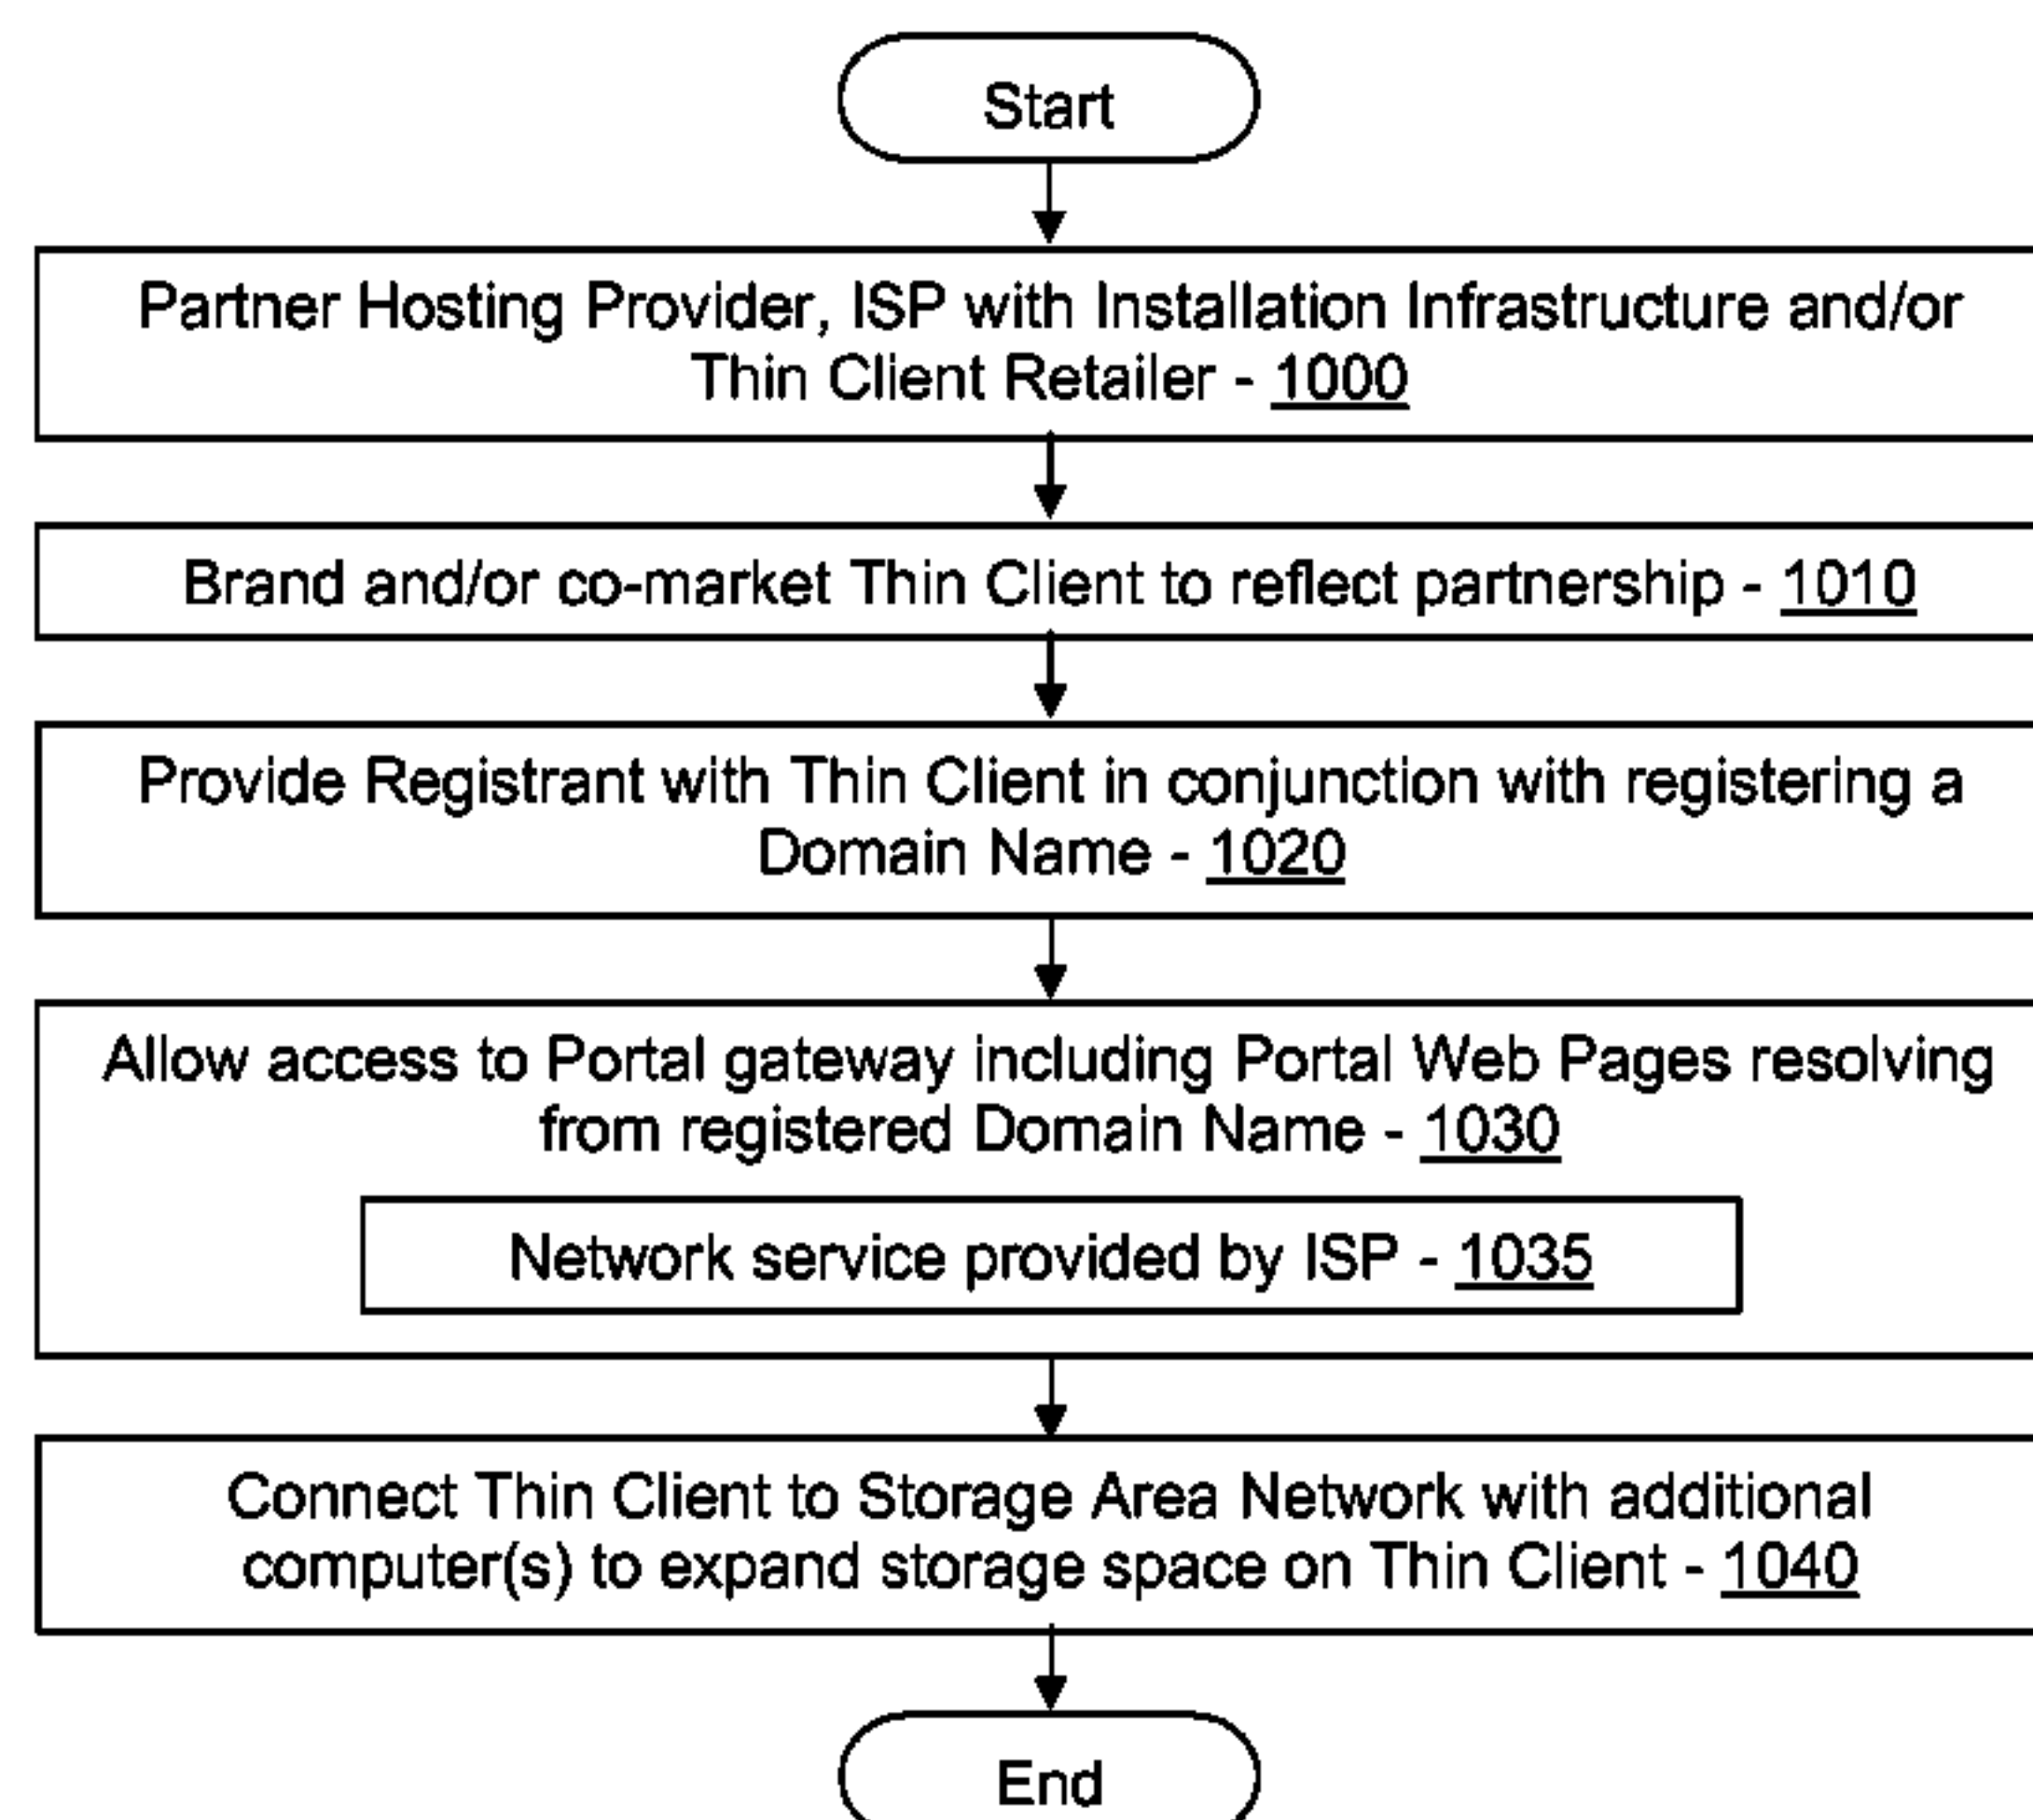 Start
Partner Hosting Provider, ISP with Installation Infrastructure and/or
Thin Client Retailer - 1000
Brand and/or co-market Thin Client to reflect partnership - 1010
Provide Registrant with Thin Client in conjunction with registering a
Domain Name - 1020
Allow access to Portal gateway including Portal Web Pages resolving
from registered Domain Name - 1030
Network service provided by ISP - 1035
Connect Thin Client to Storage Area Network with additional
computer(s) to expand storage space on Thin Client - 1040
End